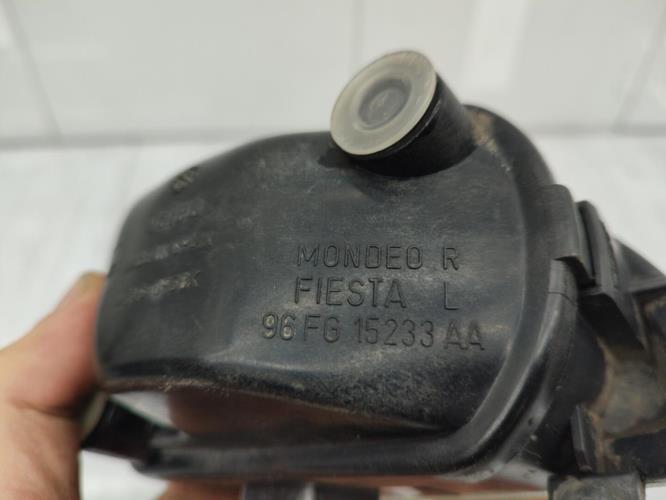 MONDEO R
FIESTA L
96 FG 15233 AA